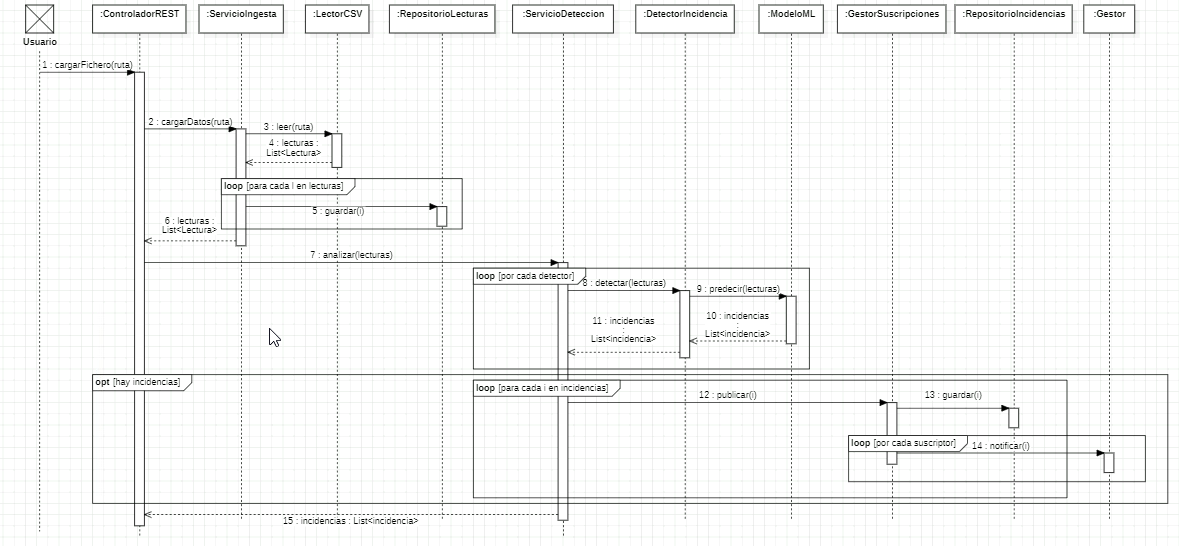 :ControladorREST
:ServicioIngesta
:LectorCSV
:RepositorioLecturas
:ServicioDeteccion
:DetectorIncidencia
:ModeloML
:GestorSuscripciones
:RepositorioIncidencias
:Gestor
Usuario
1 : cargarFichero(ruta)
2 : cargarDatos(ruta)
3 : leer(ruta)
4 : lecturas :
List<Lectura>
loop [para cada l en lecturas]
5 : guardar(l)
6 : lecturas :
List<Lectura>
7 : analizar(lecturas)
loop [por cada detector]
8 : detectar(lecturas)
9 : predecir(lecturas)
10 : incidencias
:
List<incidencia>
11 : incidencias
:
List<incidencia>
opt [hay incidencias]
loop [para cada i en incidencias]
12 : publicar(i)
13 : guardar(i)
loop [por cada suscriptor]
14 : notificar(i)
15 : incidencias : List<incidencia>